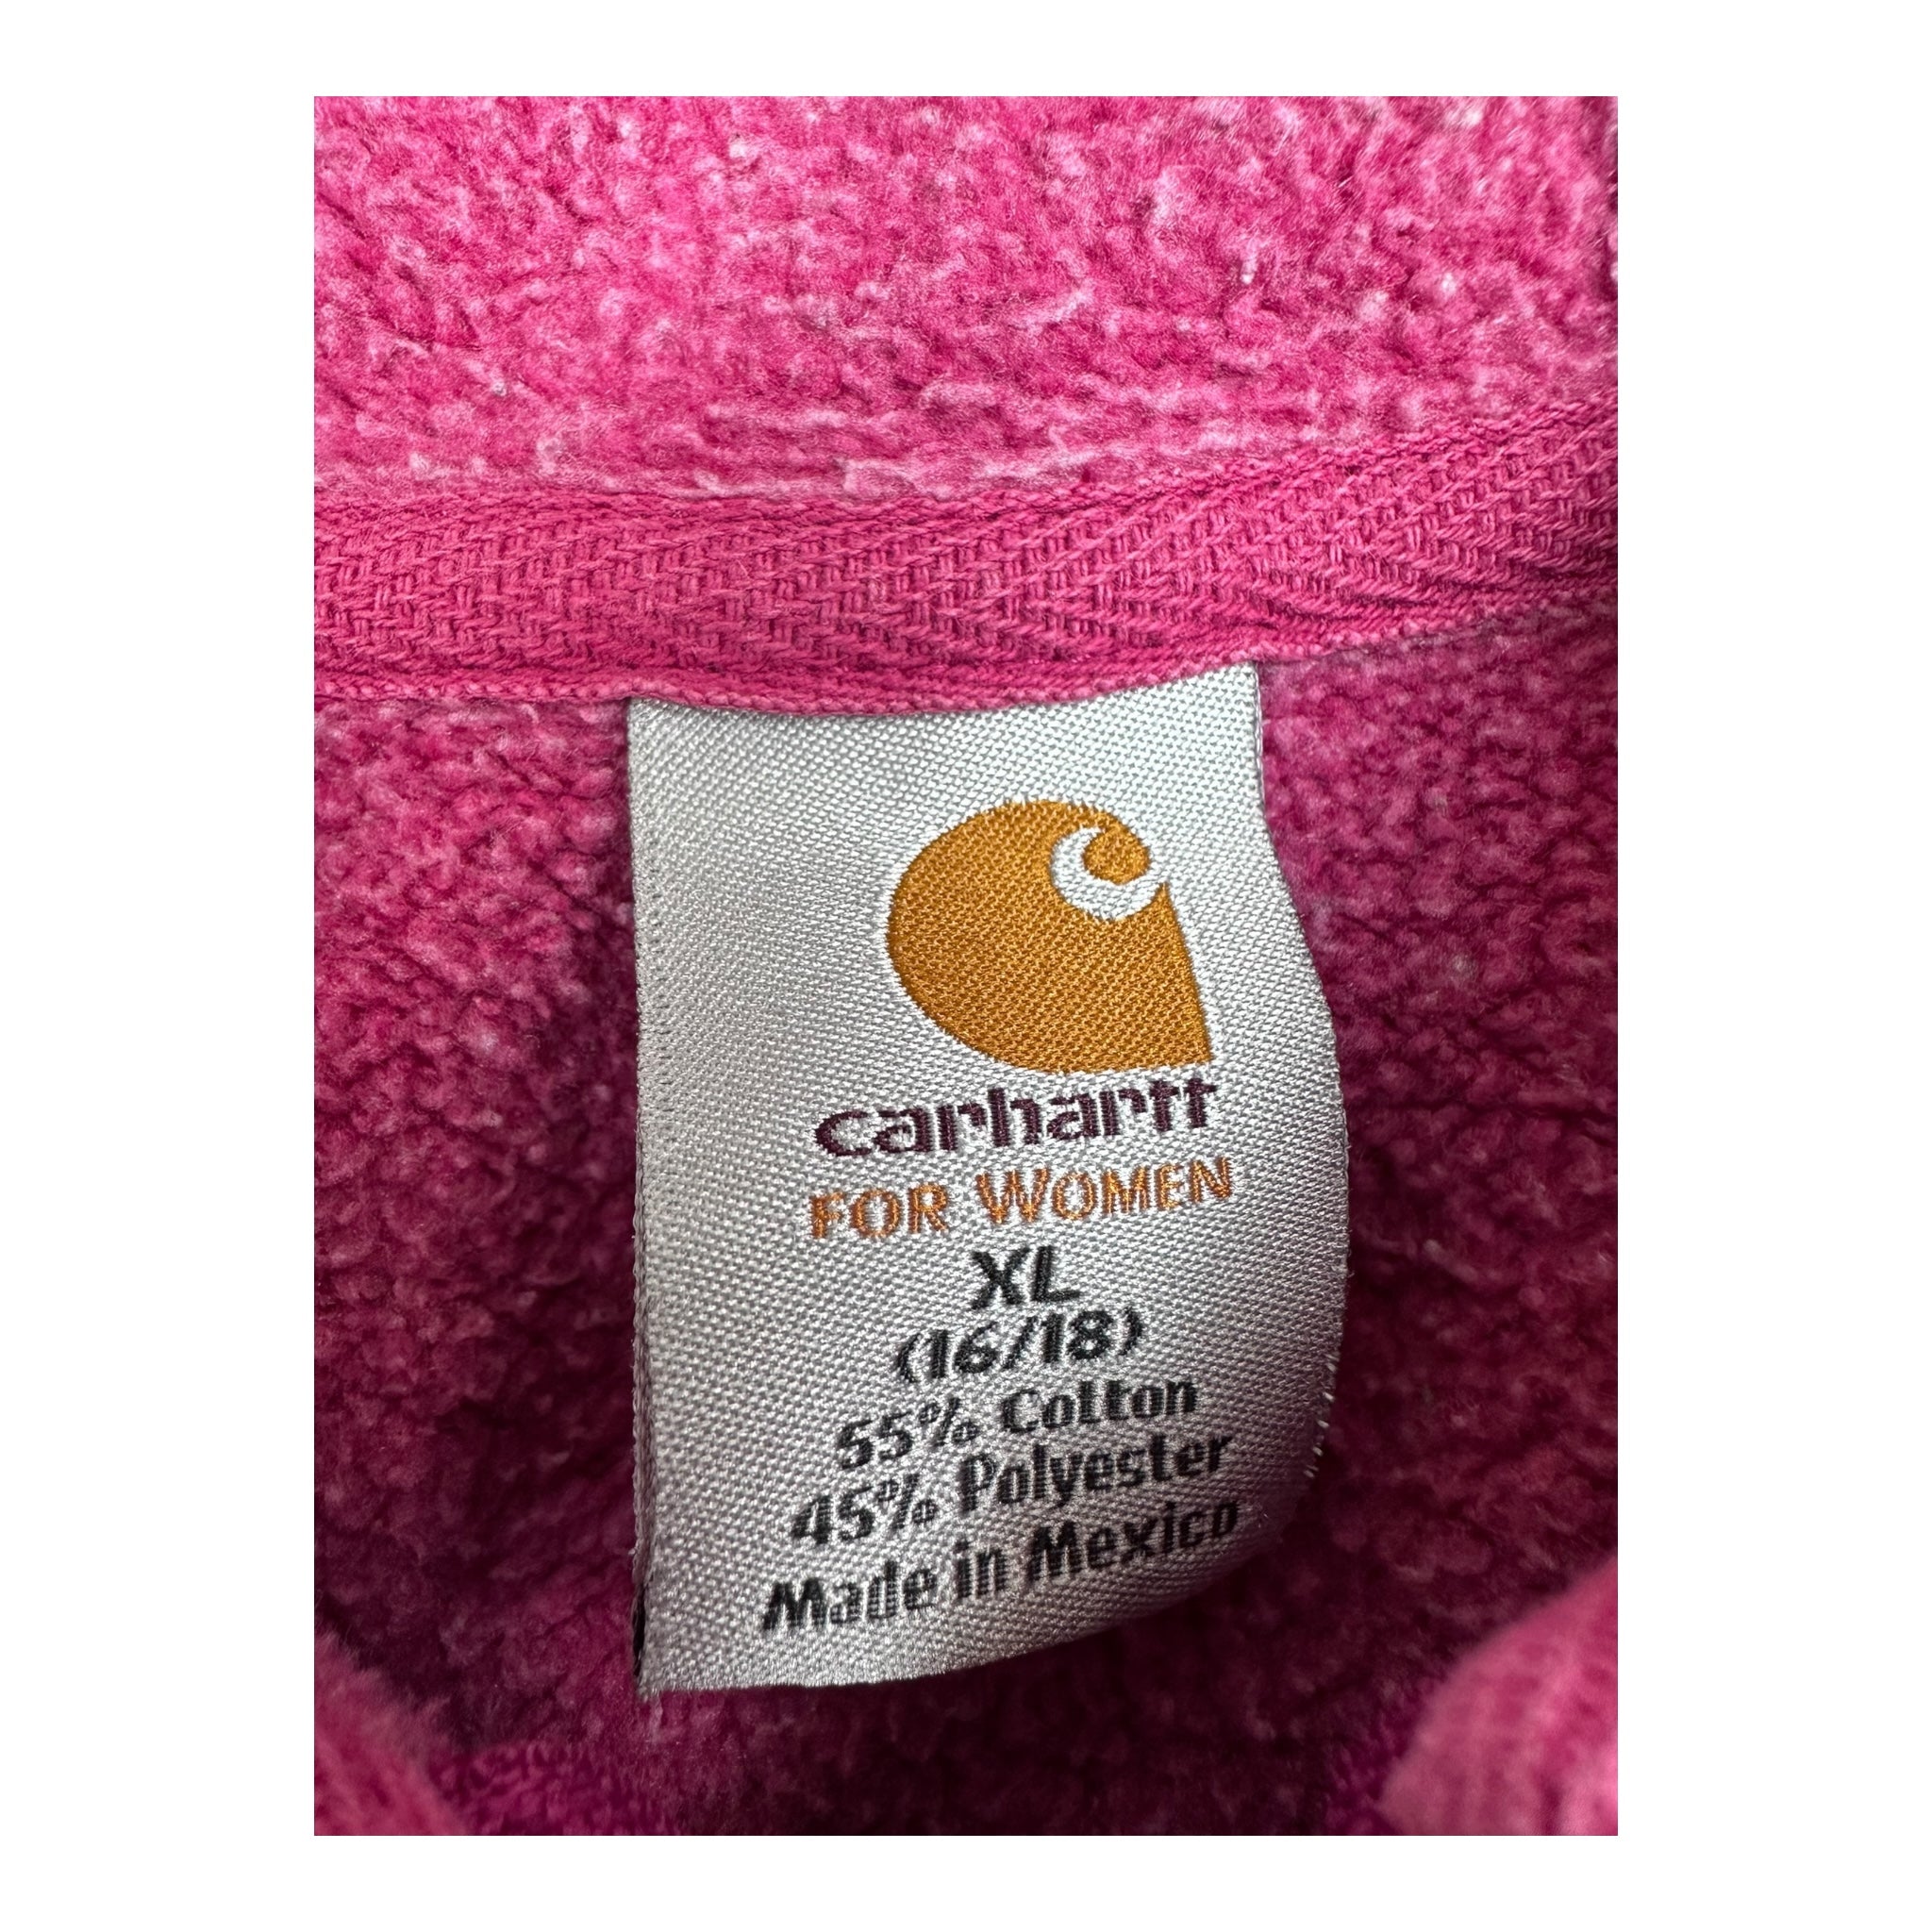 carhartt
FOR WOMEN
XL
(16/18)
55% Cotton
45% Polyester
Made in Mexico